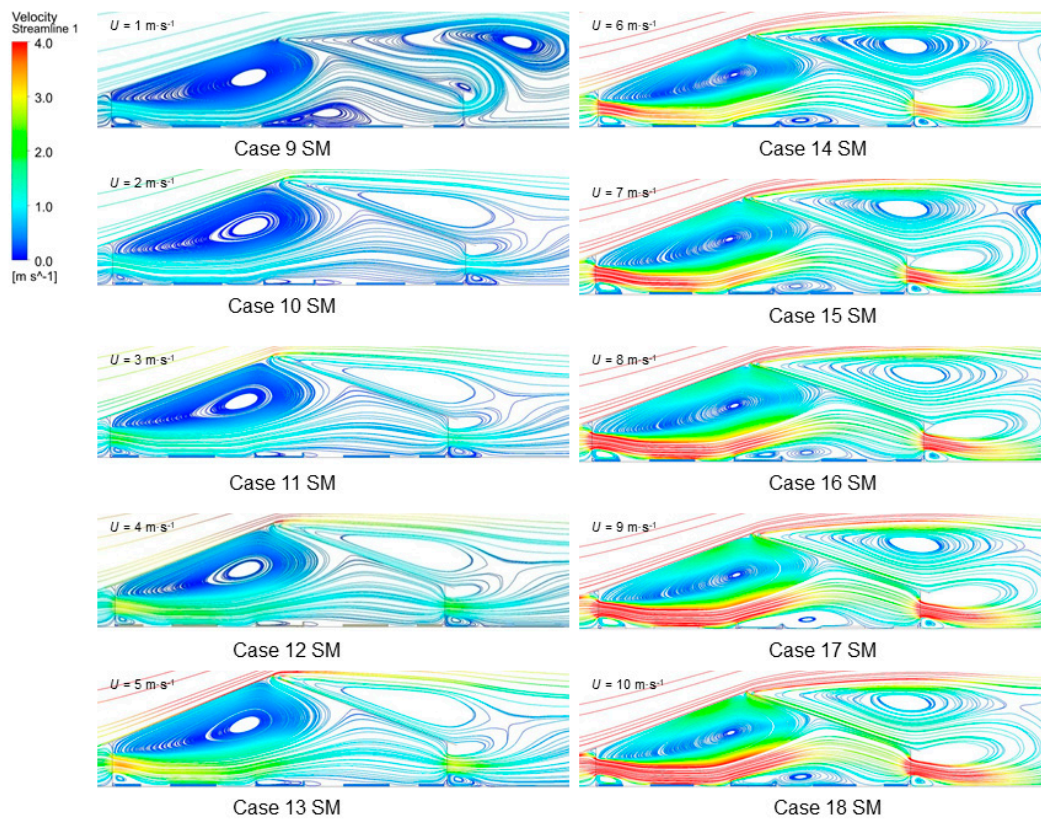 Velocity
Streamline 1
4.0
3.0
2.0
1.0
0.0
[m s^-1]
U = 1 m·s⁻¹
Case 9 SM
U = 2 m·s⁻¹
Case 10 SM
U = 3 m·s⁻¹
Case 11 SM
U = 4 m·s⁻¹
Case 12 SM
U = 5 m·s⁻¹
Case 13 SM
U = 6 m·s⁻¹
Case 14 SM
U = 7 m·s⁻¹
Case 15 SM
U = 8 m·s⁻¹
Case 16 SM
U = 9 m·s⁻¹
Case 17 SM
U = 10 m·s⁻¹
Case 18 SM